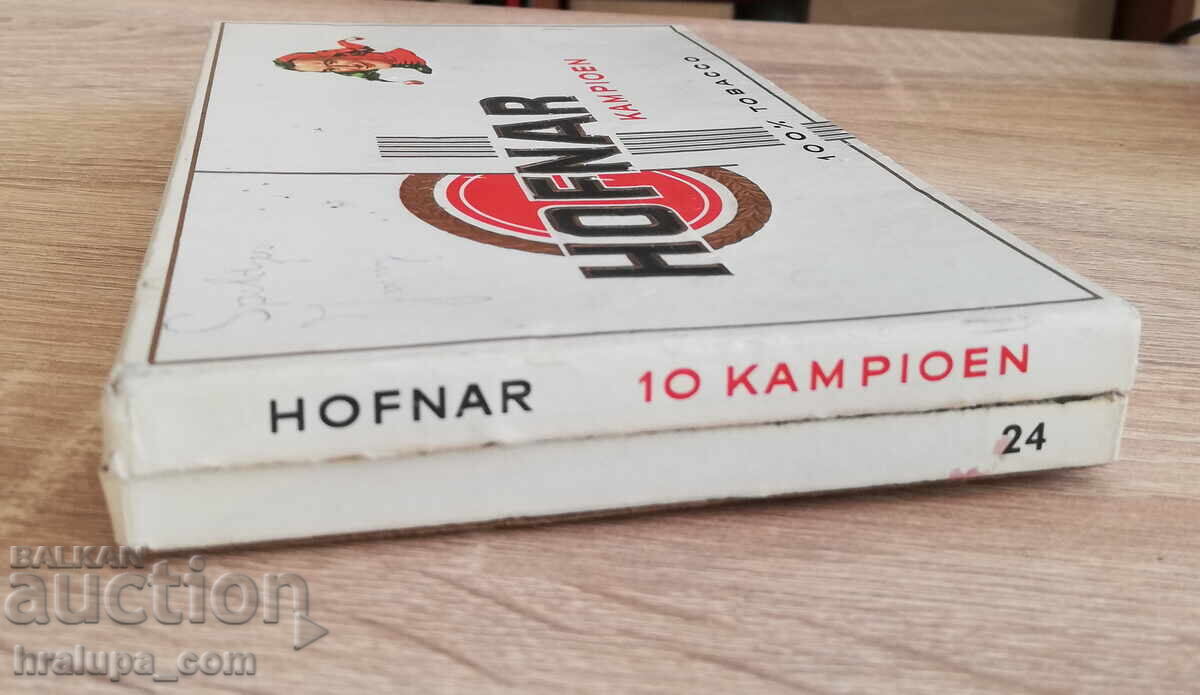 HOFNAR
KAMPIOEN
100% TOBACCO
HOFNAR 10 KAMPIOEN
24
BALKAN
auction
hralupa_com